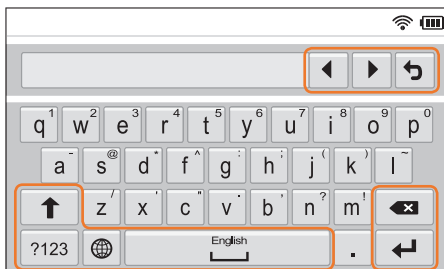 q 1 w 2 e 3 r 4 t 5 y 6 u 7 i 8 o 9 p 0
a - s @ d * f ^ g : h ; j ( k ) l ~
z / x ' c " v . b , n ? m !
?123 English .